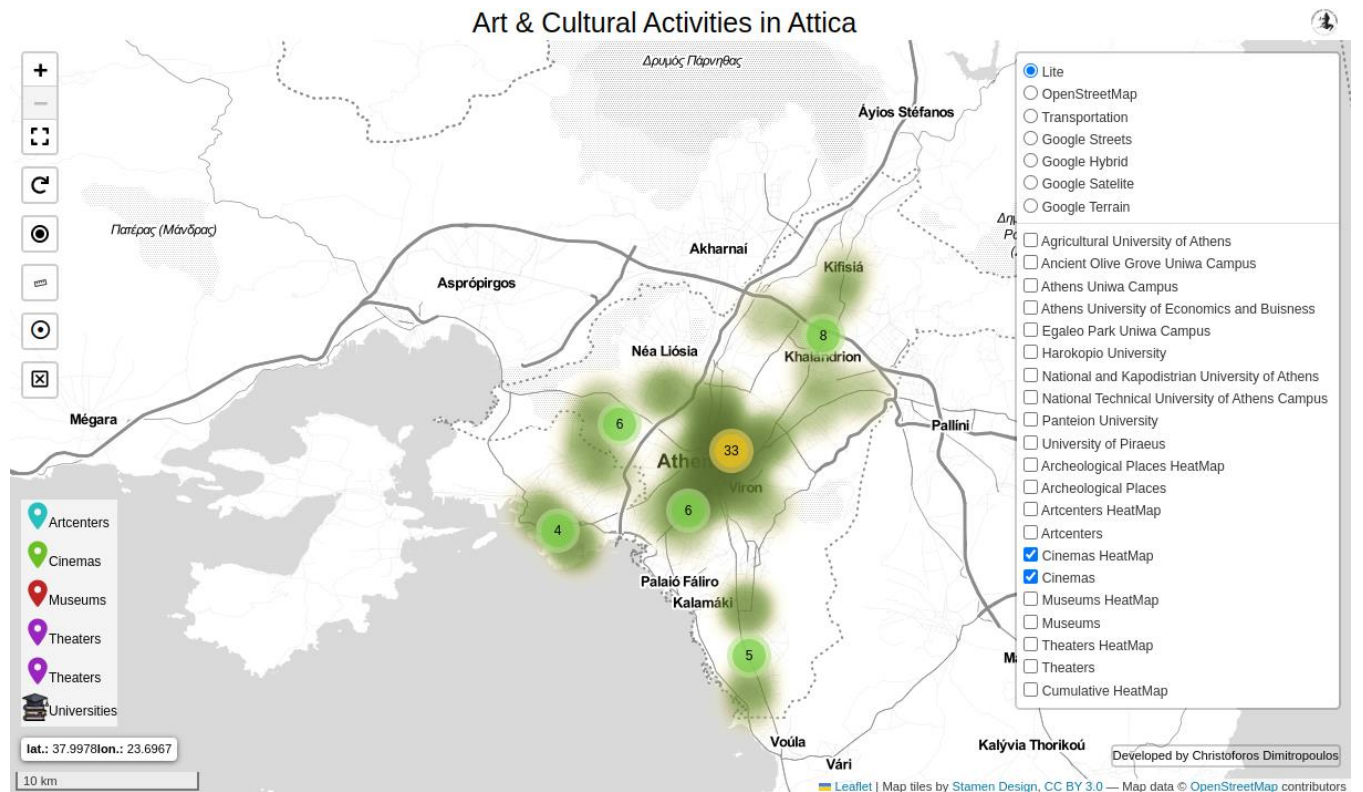 Art & Cultural Activities in Attica
+
−
Δρυμός Πάρνηθας
Áyios Stéfanos
Πατέρας (Μάνδρας)
Akharnaí
Kifisiá
Asprópirgos
Néa Liósia
8
Khalándrion
Mégara
6
Pallíni
33
Viron
6
4
Palaió Fáliro
Kalamáki
5
Voúla
Vári
Kalývia Thorikoú
Lite
OpenStreetMap
Transportation
Google Streets
Google Hybrid
Google Satelite
Google Terrain
Agricultural University of Athens
Ancient Olive Grove Uniwa Campus
Athens Uniwa Campus
Athens University of Economics and Buisness
Egaleo Park Uniwa Campus
Harokopio University
National and Kapodistrian University of Athens
National Technical University of Athens Campus
Panteion University
University of Piraeus
Archeological Places HeatMap
Archeological Places
Artcenters HeatMap
Artcenters
Cinemas HeatMap
Cinemas
Museums HeatMap
Museums
Theaters HeatMap
Theaters
Cumulative HeatMap
Artcenters
Cinemas
Museums
Theaters
Theaters
Universities
lat.: 37.9978lon.: 23.6967
10 km
Developed by Christoforos Dimitropoulos
Leaflet | Map tiles by Stamen Design, CC BY 3.0 — Map data © OpenStreetMap contributors